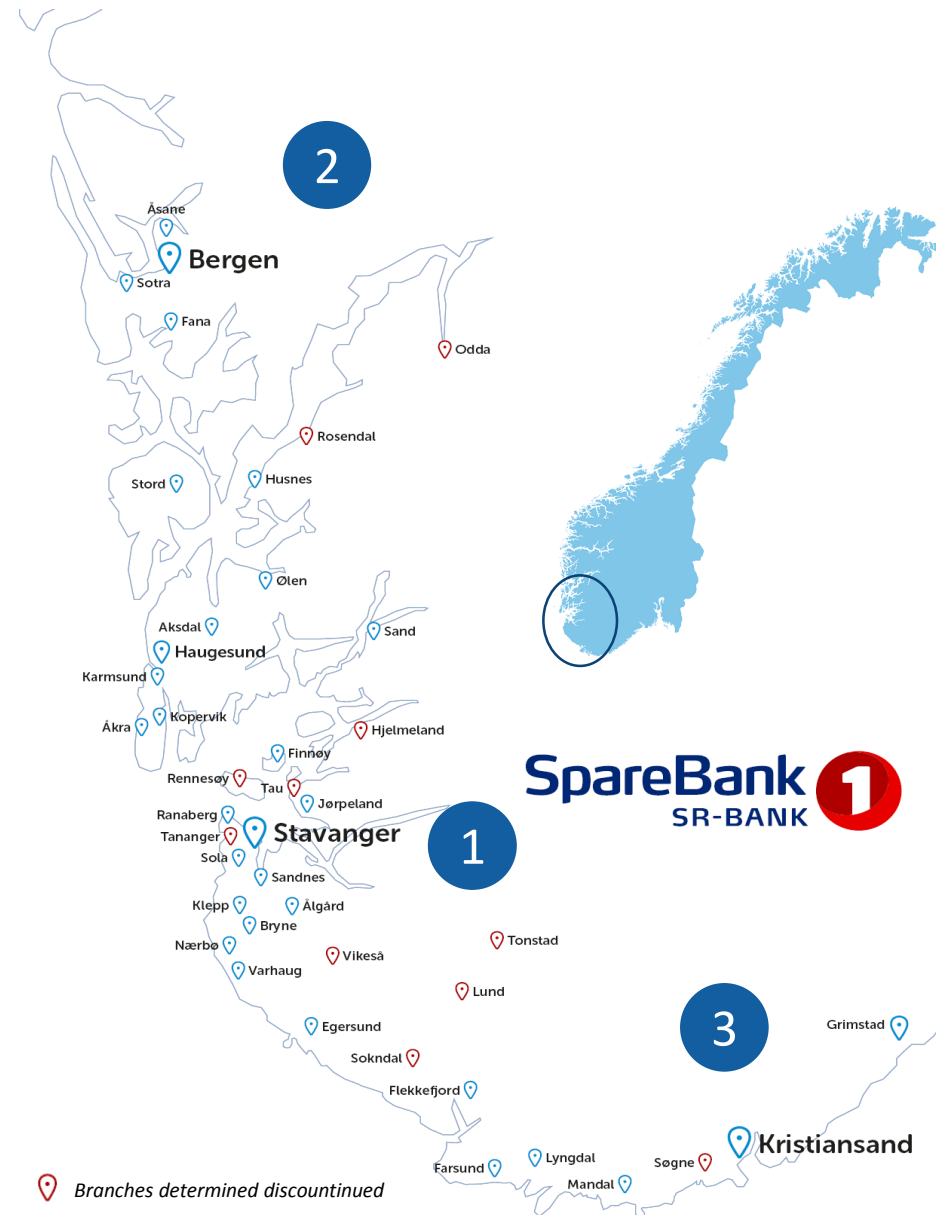 2
Åsane
Bergen
Sotra
Fana
Odda
Rosendal
Husnes
Stord
Ølen
Aksdal
Sand
Haugesund
Karmsund
Kopervik
Åkra
Hjelmeland
Finnøy
Rennesøy
Tau
Jørpeland
Ranaberg
Stavanger
Tananger
Sola
Sandnes
SpareBank 1
SR-BANK
1
Klepp
Ålgård
Bryne
Nærbø
Vikeså
Tonstad
Varhaug
Lund
Egersund
3
Grimstad
Sokndal
Flekkefjord
Kristiansand
Lyngdal
Søgne
Farsund
Mandal
Branches determined discountinued